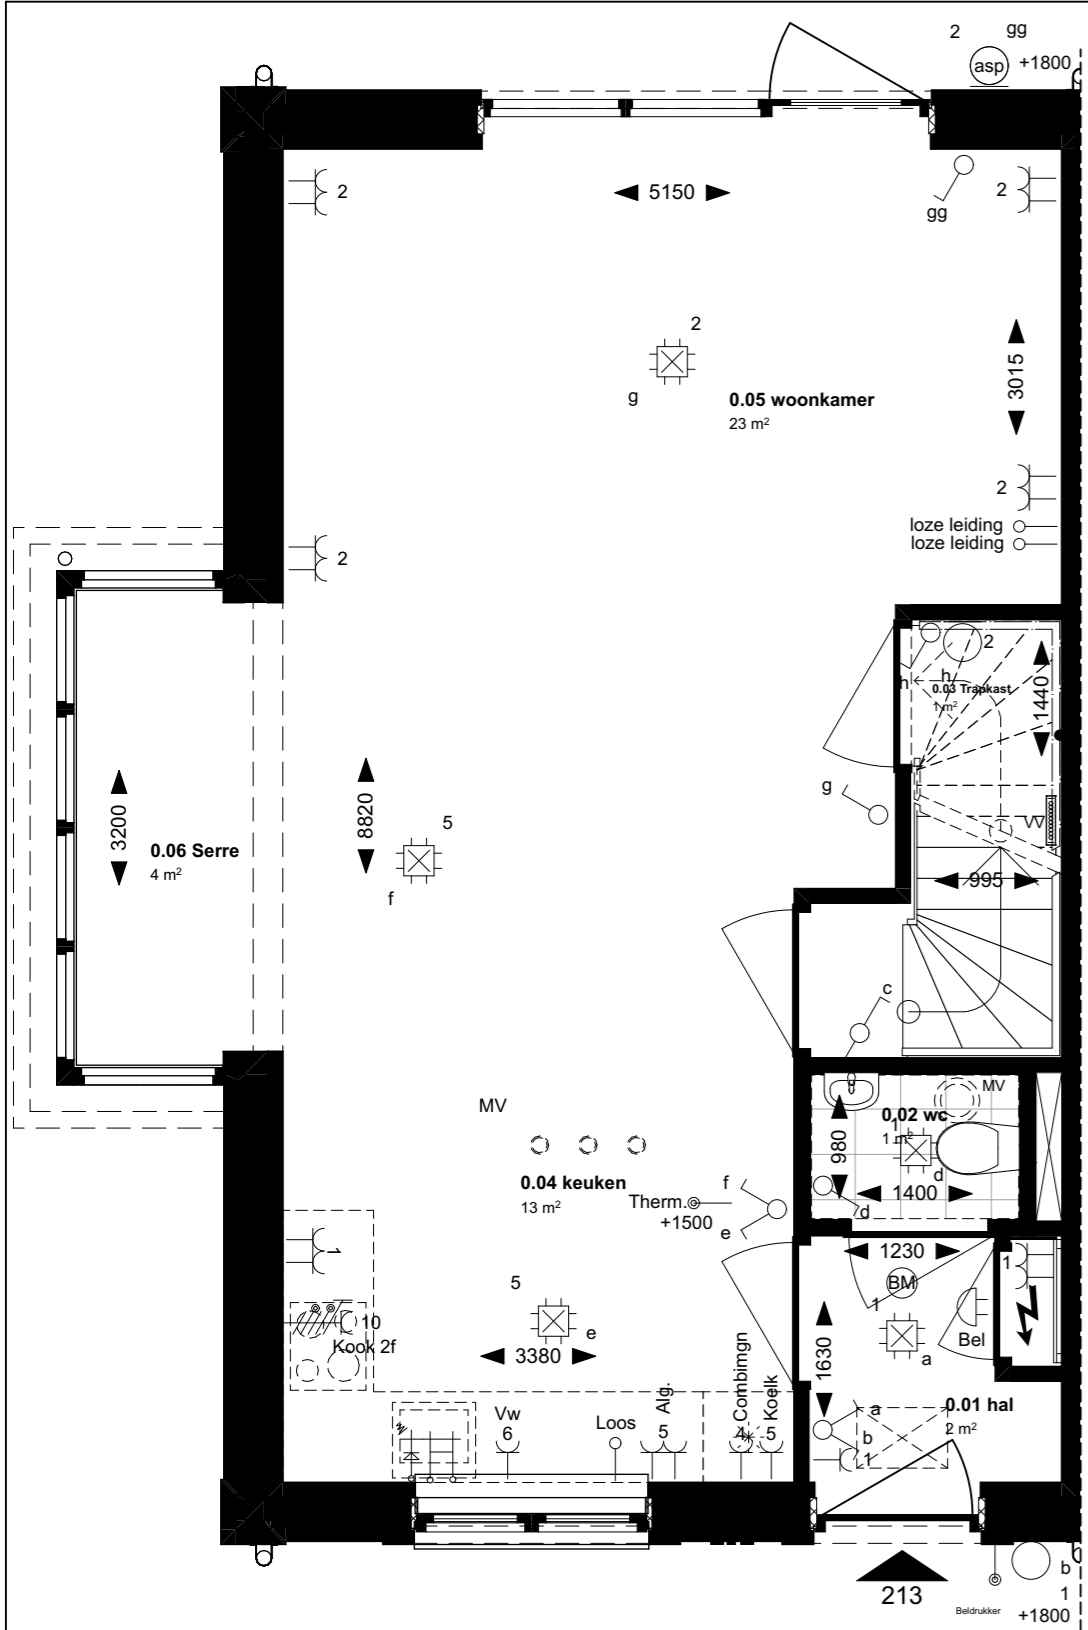 2
gg
asp
+1800
2
5150
2
gg
2
g
0.05 woonkamer
23 m²
3015
2
loze leiding
loze leiding
2
2
h
h
0.03 Trapkast
1 m²
1440
g
VV
995
3200
0.06 Serre
4 m²
8820
5
f
c
MV
MV
0.02 wc
1
1 m²
980
d
1400
d
0.04 keuken
13 m²
Therm.
+1500
f
e
1
1230
BM
1
1
Bel
a
5
e
10
Kook 2f
3380
1630
Alg.
Combimgn
Koelk
0.01 hal
2 m²
a
b
1
Vw
6
Loos
5
4
5
213
Beldrukker
b
1
+1800